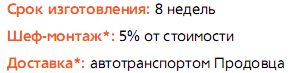 Срок изготовления: 8 недель
Шеф-монтаж*: 5% от стоимости
Доставка*: автотранспортом Продовца